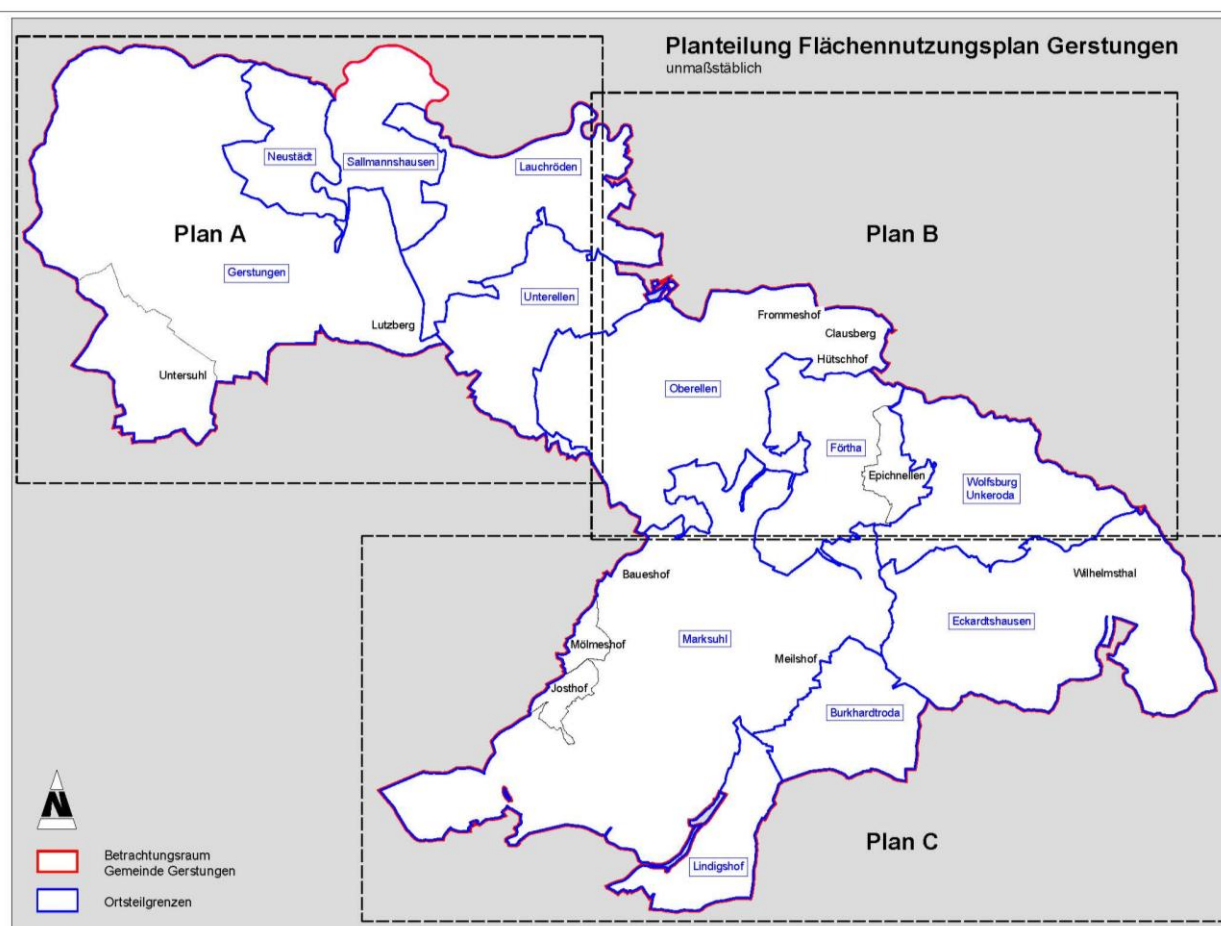 Planteilung Flächennutzungsplan Gerstungen
unmaßstäblich
Neustädt
Sallmannshausen
Lauchröden
Plan A
Plan B
Gerstungen
Unterellen
Lutzberg
Untersuhl
Frommeshof
Clausberg
Hütschhof
Oberellen
Förtha
Epichnellen
Wolfsburg
Unkeroda
Baueshof
Wilhelmsthal
Mölmeshof
Marksuhl
Eckardtshausen
Meilshof
Josthof
Burkhardtroda
Plan C
Lindigshof
N
Betrachtungsraum
Gemeinde Gerstungen
Ortsteilgrenzen